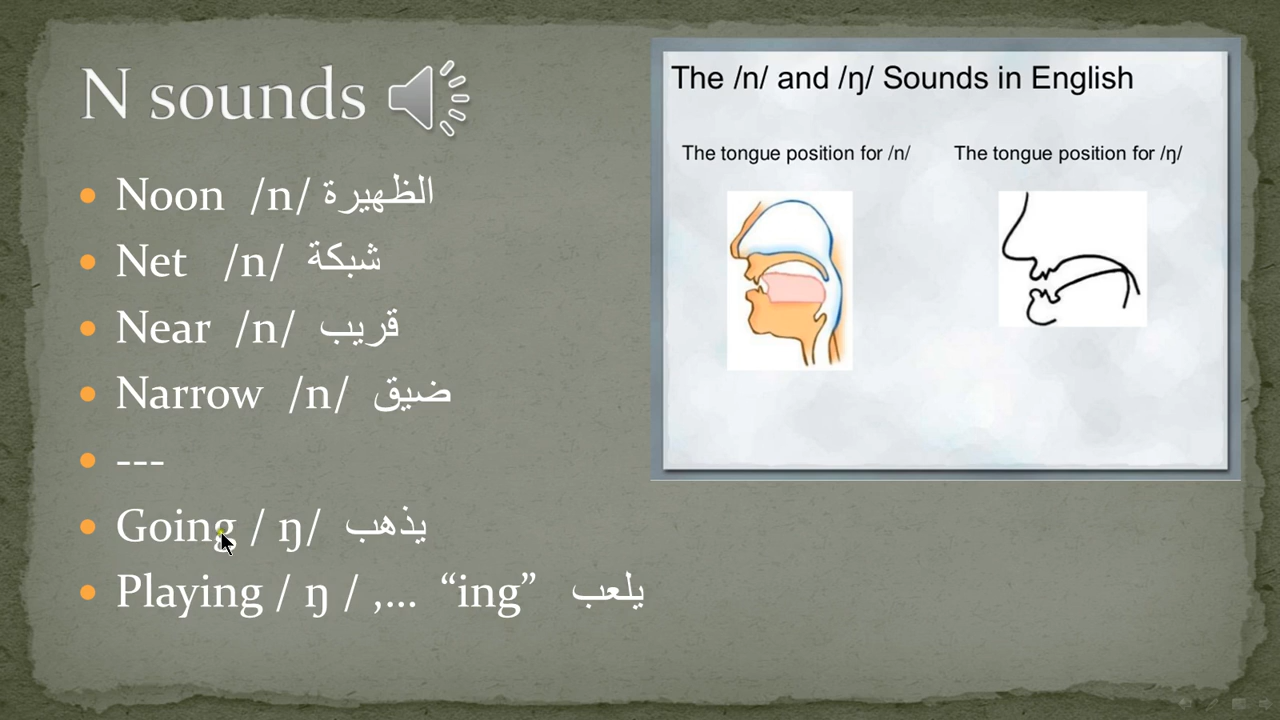 N sounds
Noon /n/ الظهيرة
Net /n/ شبكة
Near /n/ قريب
Narrow /n/ ضيق
---
Going / ŋ/ يذهب
Playing / ŋ / ,... “ing” يلعب
The /n/ and /ŋ/ Sounds in English
The tongue position for /n/
The tongue position for /ŋ/